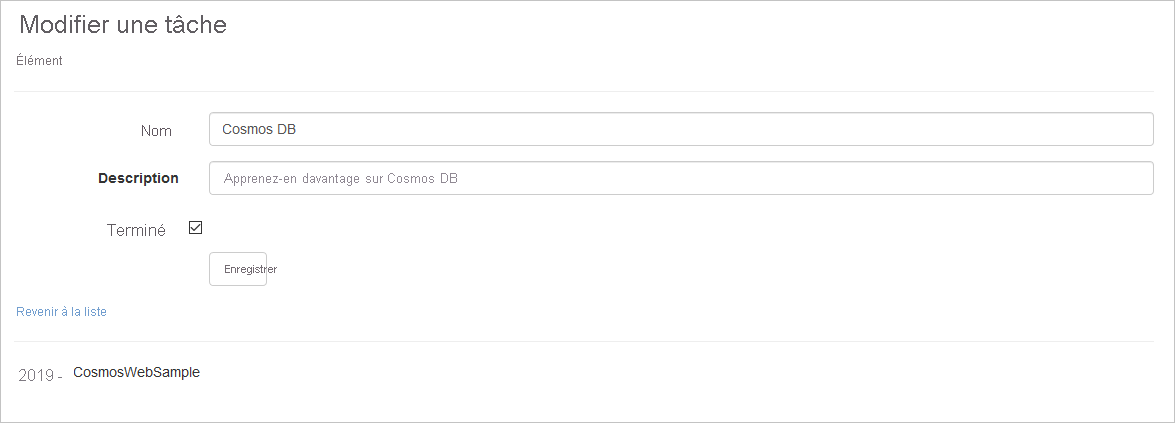 Modifier une tâche
Élément
Nom Cosmos DB
Description Apprenez-en davantage sur Cosmos DB
Terminé
Enregistrer
Revenir à la liste
2019 - CosmosWebSample